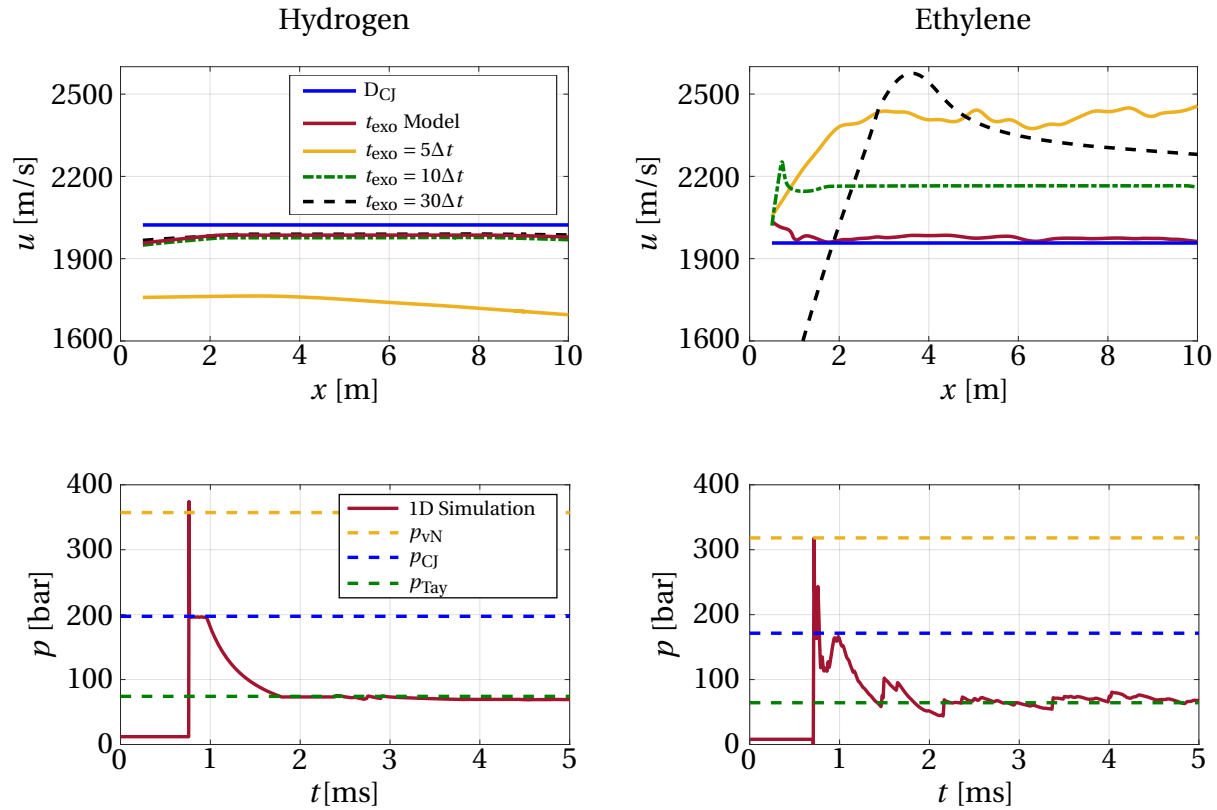 Hydrogen
Ethylene
u [m/s]
2500
2200
1900
1600
D_CJ
t_exo Model
t_exo = 5Δt
t_exo = 10Δt
t_exo = 30Δt
0 2 4 6 8 10
x [m]
u [m/s]
2500
2200
1900
1600
0 2 4 6 8 10
x [m]
p [bar]
400
300
200
100
0
1D Simulation
p_vN
p_CJ
p_Tay
0 1 2 3 4 5
t[ms]
p [bar]
400
300
200
100
0
0 1 2 3 4 5
t [ms]